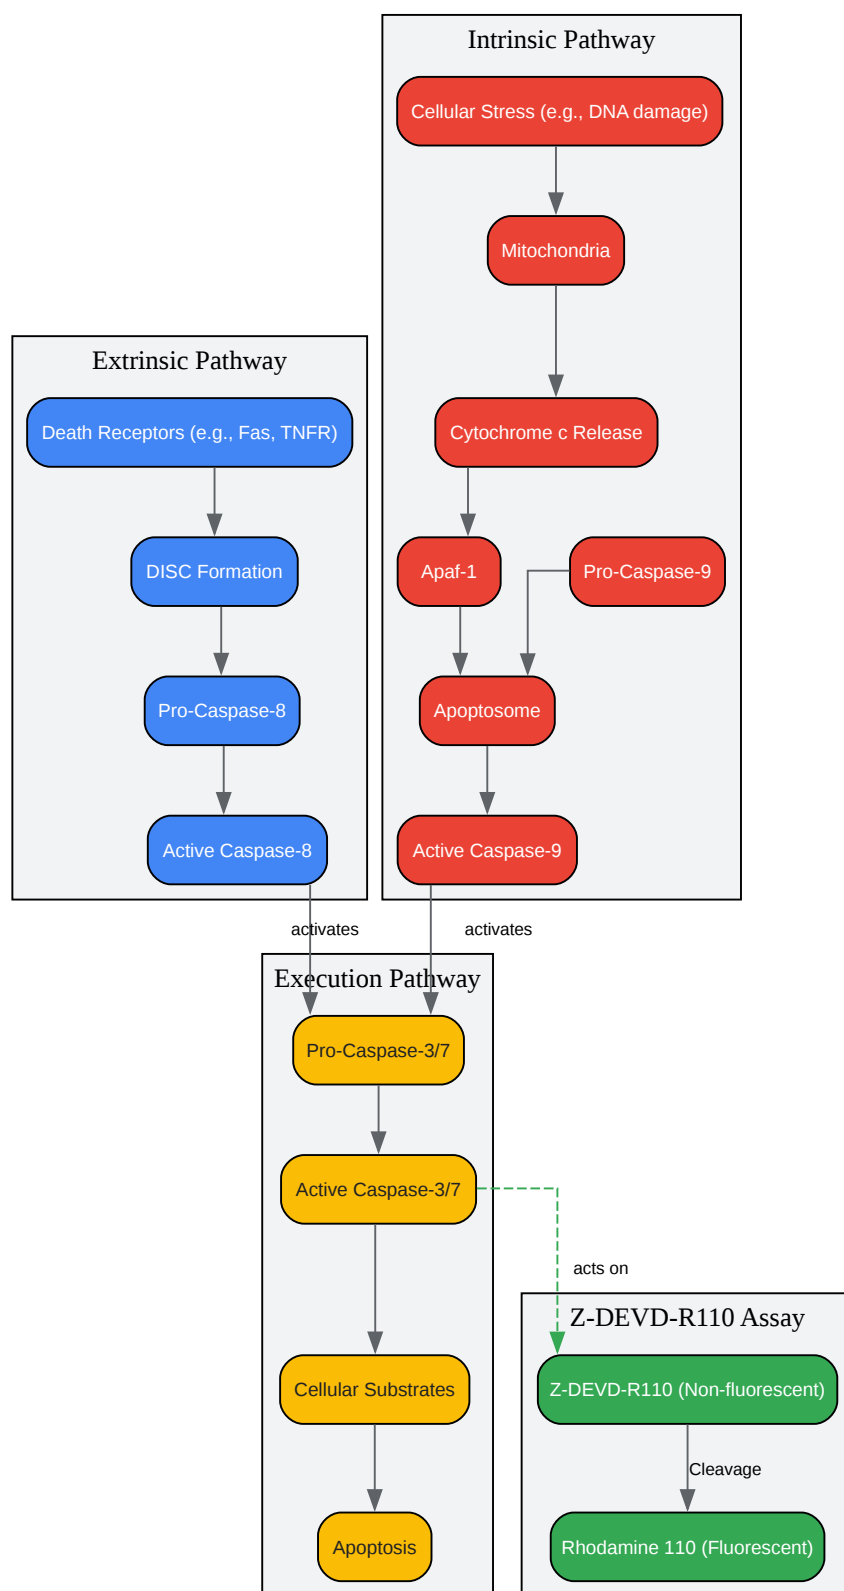 Intrinsic Pathway
Cellular Stress (e.g., DNA damage)
Mitochondria
Cytochrome c Release
Apaf-1
Pro-Caspase-9
Apoptosome
Active Caspase-9
Extrinsic Pathway
Death Receptors (e.g., Fas, TNFR)
DISC Formation
Pro-Caspase-8
Active Caspase-8
activates
activates
Execution Pathway
Pro-Caspase-3/7
Active Caspase-3/7
Cellular Substrates
Apoptosis
acts on
Z-DEVD-R110 Assay
Z-DEVD-R110 (Non-fluorescent)
Cleavage
Rhodamine 110 (Fluorescent)